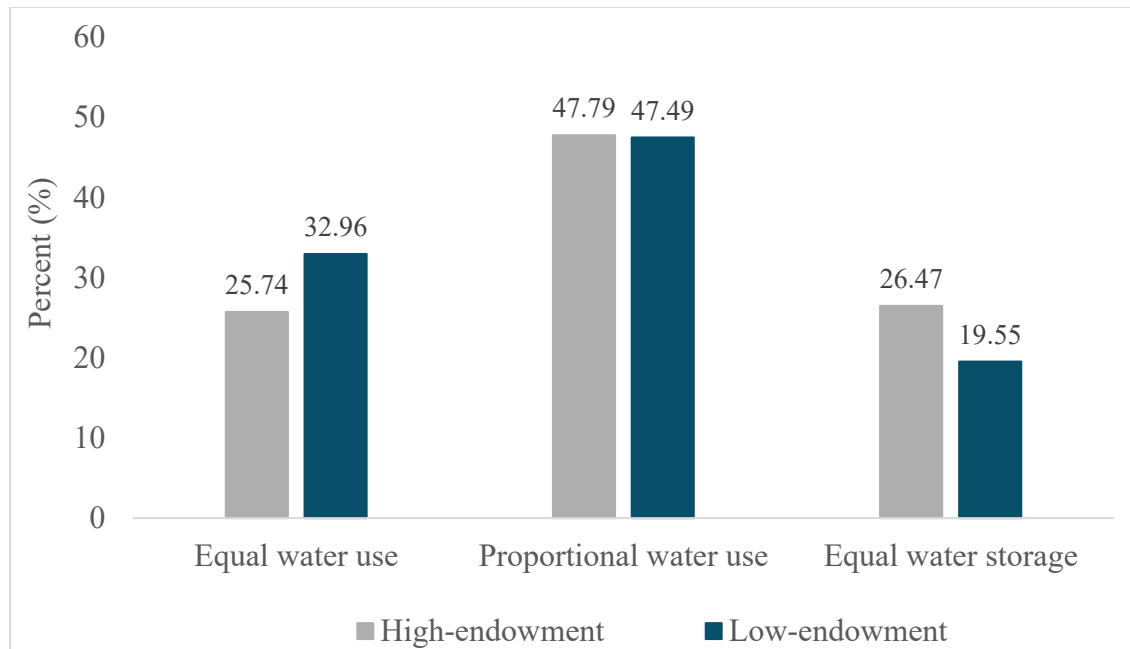 60
50
40
30
20
10
0
Percent (%)
25.74
32.96
47.79
47.49
26.47
19.55
Equal water use
Proportional water use
Equal water storage
High-endowment
Low-endowment